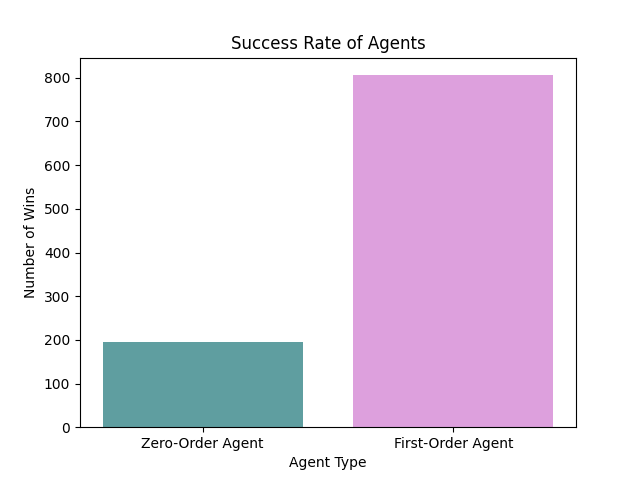 Success Rate of Agents
800
700
600
500
400
300
200
100
0
Number of Wins
Zero-Order Agent First-Order Agent
Agent Type